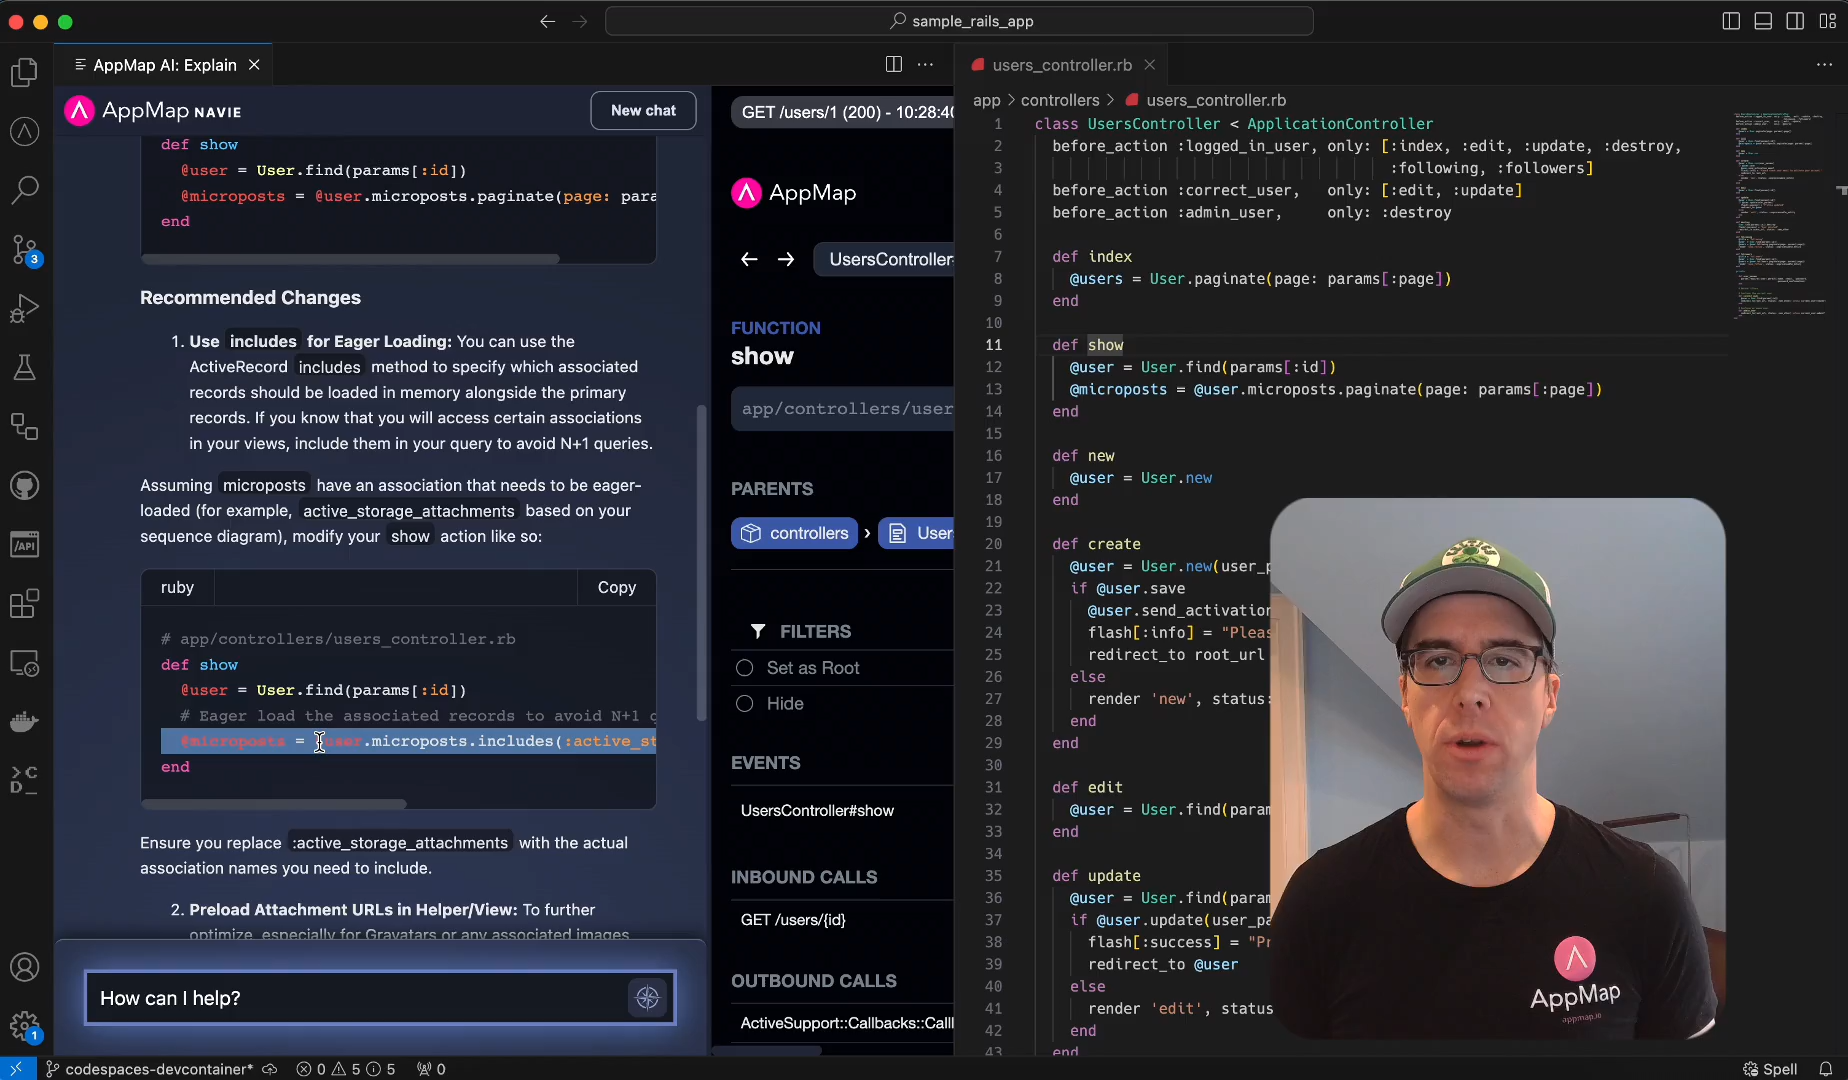 sample_rails_app
AppMap AI: Explain
users_controller.rb
AppMap NAVIE
New chat
def show
@user = User.find(params[:id])
@microposts = @user.microposts.paginate(page: para
end
Recommended Changes
1. Use includes for Eager Loading: You can use the
ActiveRecord includes method to specify which associated
records should be loaded in memory alongside the primary
records. If you know that you will access certain associations
in your views, include them in your query to avoid N+1 queries.
Assuming microposts have an association that needs to be eager-
loaded (for example, active_storage_attachments based on your
sequence diagram), modify your show action like so:
ruby
Copy
# app/controllers/users_controller.rb
def show
@user = User.find(params[:id])
# Eager load the associated records to avoid N+1 q
@microposts = @user.microposts.includes(:active_st
end
Ensure you replace :active_storage_attachments with the actual
association names you need to include.
2. Preload Attachment URLs in Helper/View: To further
optimize, especially for Gravatars or any associated images
How can I help?
GET /users/1 (200) - 10:28:40
AppMap
UsersController
FUNCTION
show
app/controllers/user
PARENTS
controllers
User
FILTERS
Set as Root
Hide
EVENTS
UsersController#show
INBOUND CALLS
GET /users/{id}
OUTBOUND CALLS
ActiveSupport::Callbacks::Call
app > controllers > users_controller.rb
1 class UsersController < ApplicationController
2 before_action :logged_in_user, only: [:index, :edit, :update, :destroy,
3 :following, :followers]
4 before_action :correct_user, only: [:edit, :update]
5 before_action :admin_user, only: :destroy
6
7 def index
8 @users = User.paginate(page: params[:page])
9 end
10
11 def show
12 @user = User.find(params[:id])
13 @microposts = @user.microposts.paginate(page: params[:page])
14 end
15
16 def new
17 @user = User.new
18 end
19
20 def create
21 @user = User.new(user_p
22 if @user.save
23 @user.send_activation
24 flash[:info] = "Pleas
25 redirect_to root_url
26 else
27 render 'new', status:
28 end
29 end
30
31 def edit
32 @user = User.find(param
33 end
34
35 def update
36 @user = User.find(param
37 if @user.update(user_pa
38 flash[:success] = "Pr
39 redirect_to @user
40 else
41 render 'edit', status
42 end
43 end
AppMap
appmap.io
3
/API
1
codespaces-devcontainer*
0 5 5
0
Spell